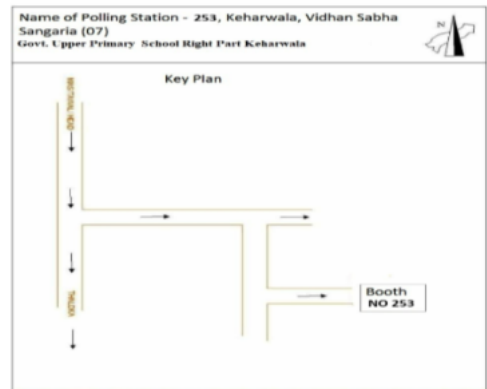 Name of Polling Station - 253, Keharwala, Vidhan Sabha
Sangaria (07)
Govt. Upper Primary School Right Part Keharwala
N
Key Plan
Booth
NO 253